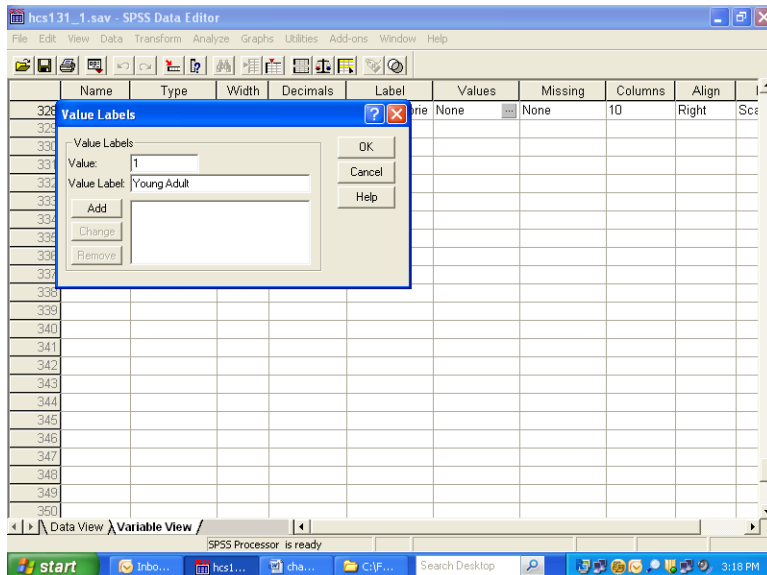 hcs131_1.sav - SPSS Data Editor
File Edit View Data Transform Analyze Graphs Utilities Add-ons Window Help
Name Type Width Decimals Label Values Missing Columns Align
328 orie None ... None 10 Right Sca
Value Labels
Value Labels
Value: 1
Value Label: Young Adult
Add
Change
Remove
OK
Cancel
Help
329
330
331
332
333
334
335
336
337
338
339
340
341
342
343
344
345
346
347
348
349
350
Data View Variable View
SPSS Processor is ready
start Inbo... hcs1... cha... C:\F... Search Desktop 3:18 PM